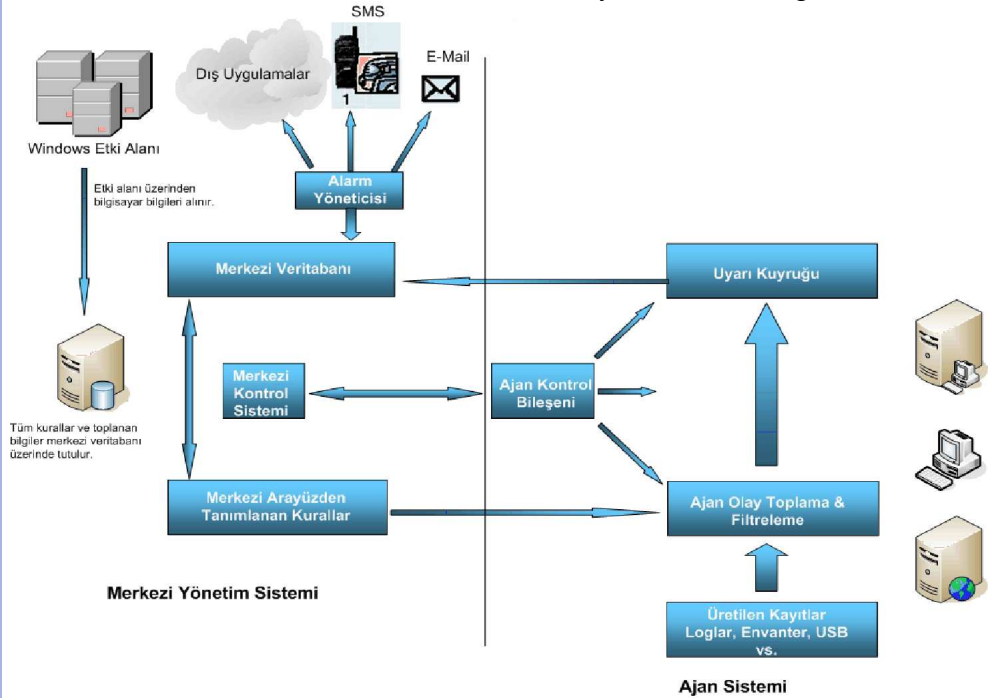 SMS
E-Mail
Dış Uygulamalar
1
Windows Etki Alanı
Alarm
Yöneticisi
Etki alanı üzerinden
bilgisayar bilgileri alınır.
Merkezi Veritabanı
Uyarı Kuyruğu
Merkezi
Kontrol
Sistemi
Ajan Kontrol
Bileşeni
Tüm kurallar ve toplanan
bilgiler merkezi veritabanı
üzerinde tutulur.
Merkezi Arayüzden
Tanımlanan Kurallar
Ajan Olay Toplama &
Filtreleme
Merkezi Yönetim Sistemi
Üretilen Kayıtlar
Loglar, Envanter, USB
vs.
Ajan Sistemi